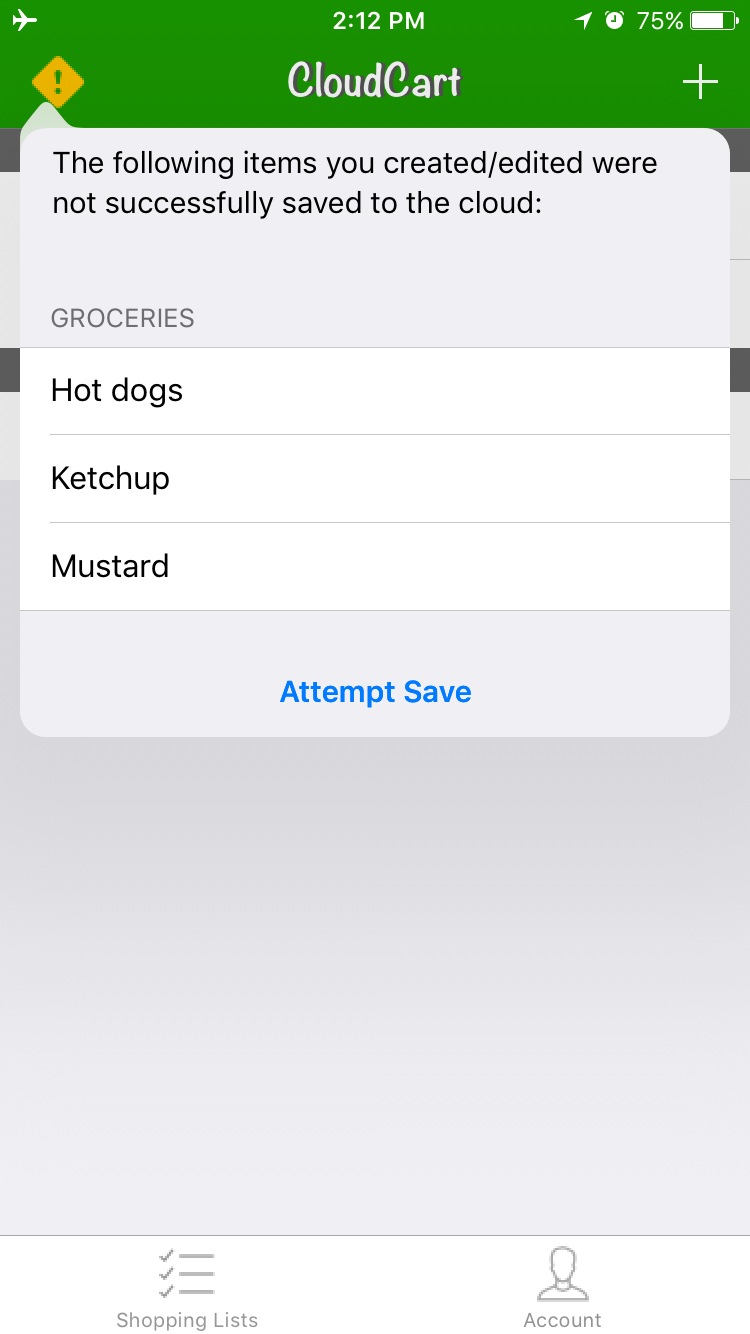 2:12 PM
75%
CloudCart
The following items you created/edited were
not successfully saved to the cloud:
GROCERIES
Hot dogs
Ketchup
Mustard
Attempt Save
Shopping Lists
Account